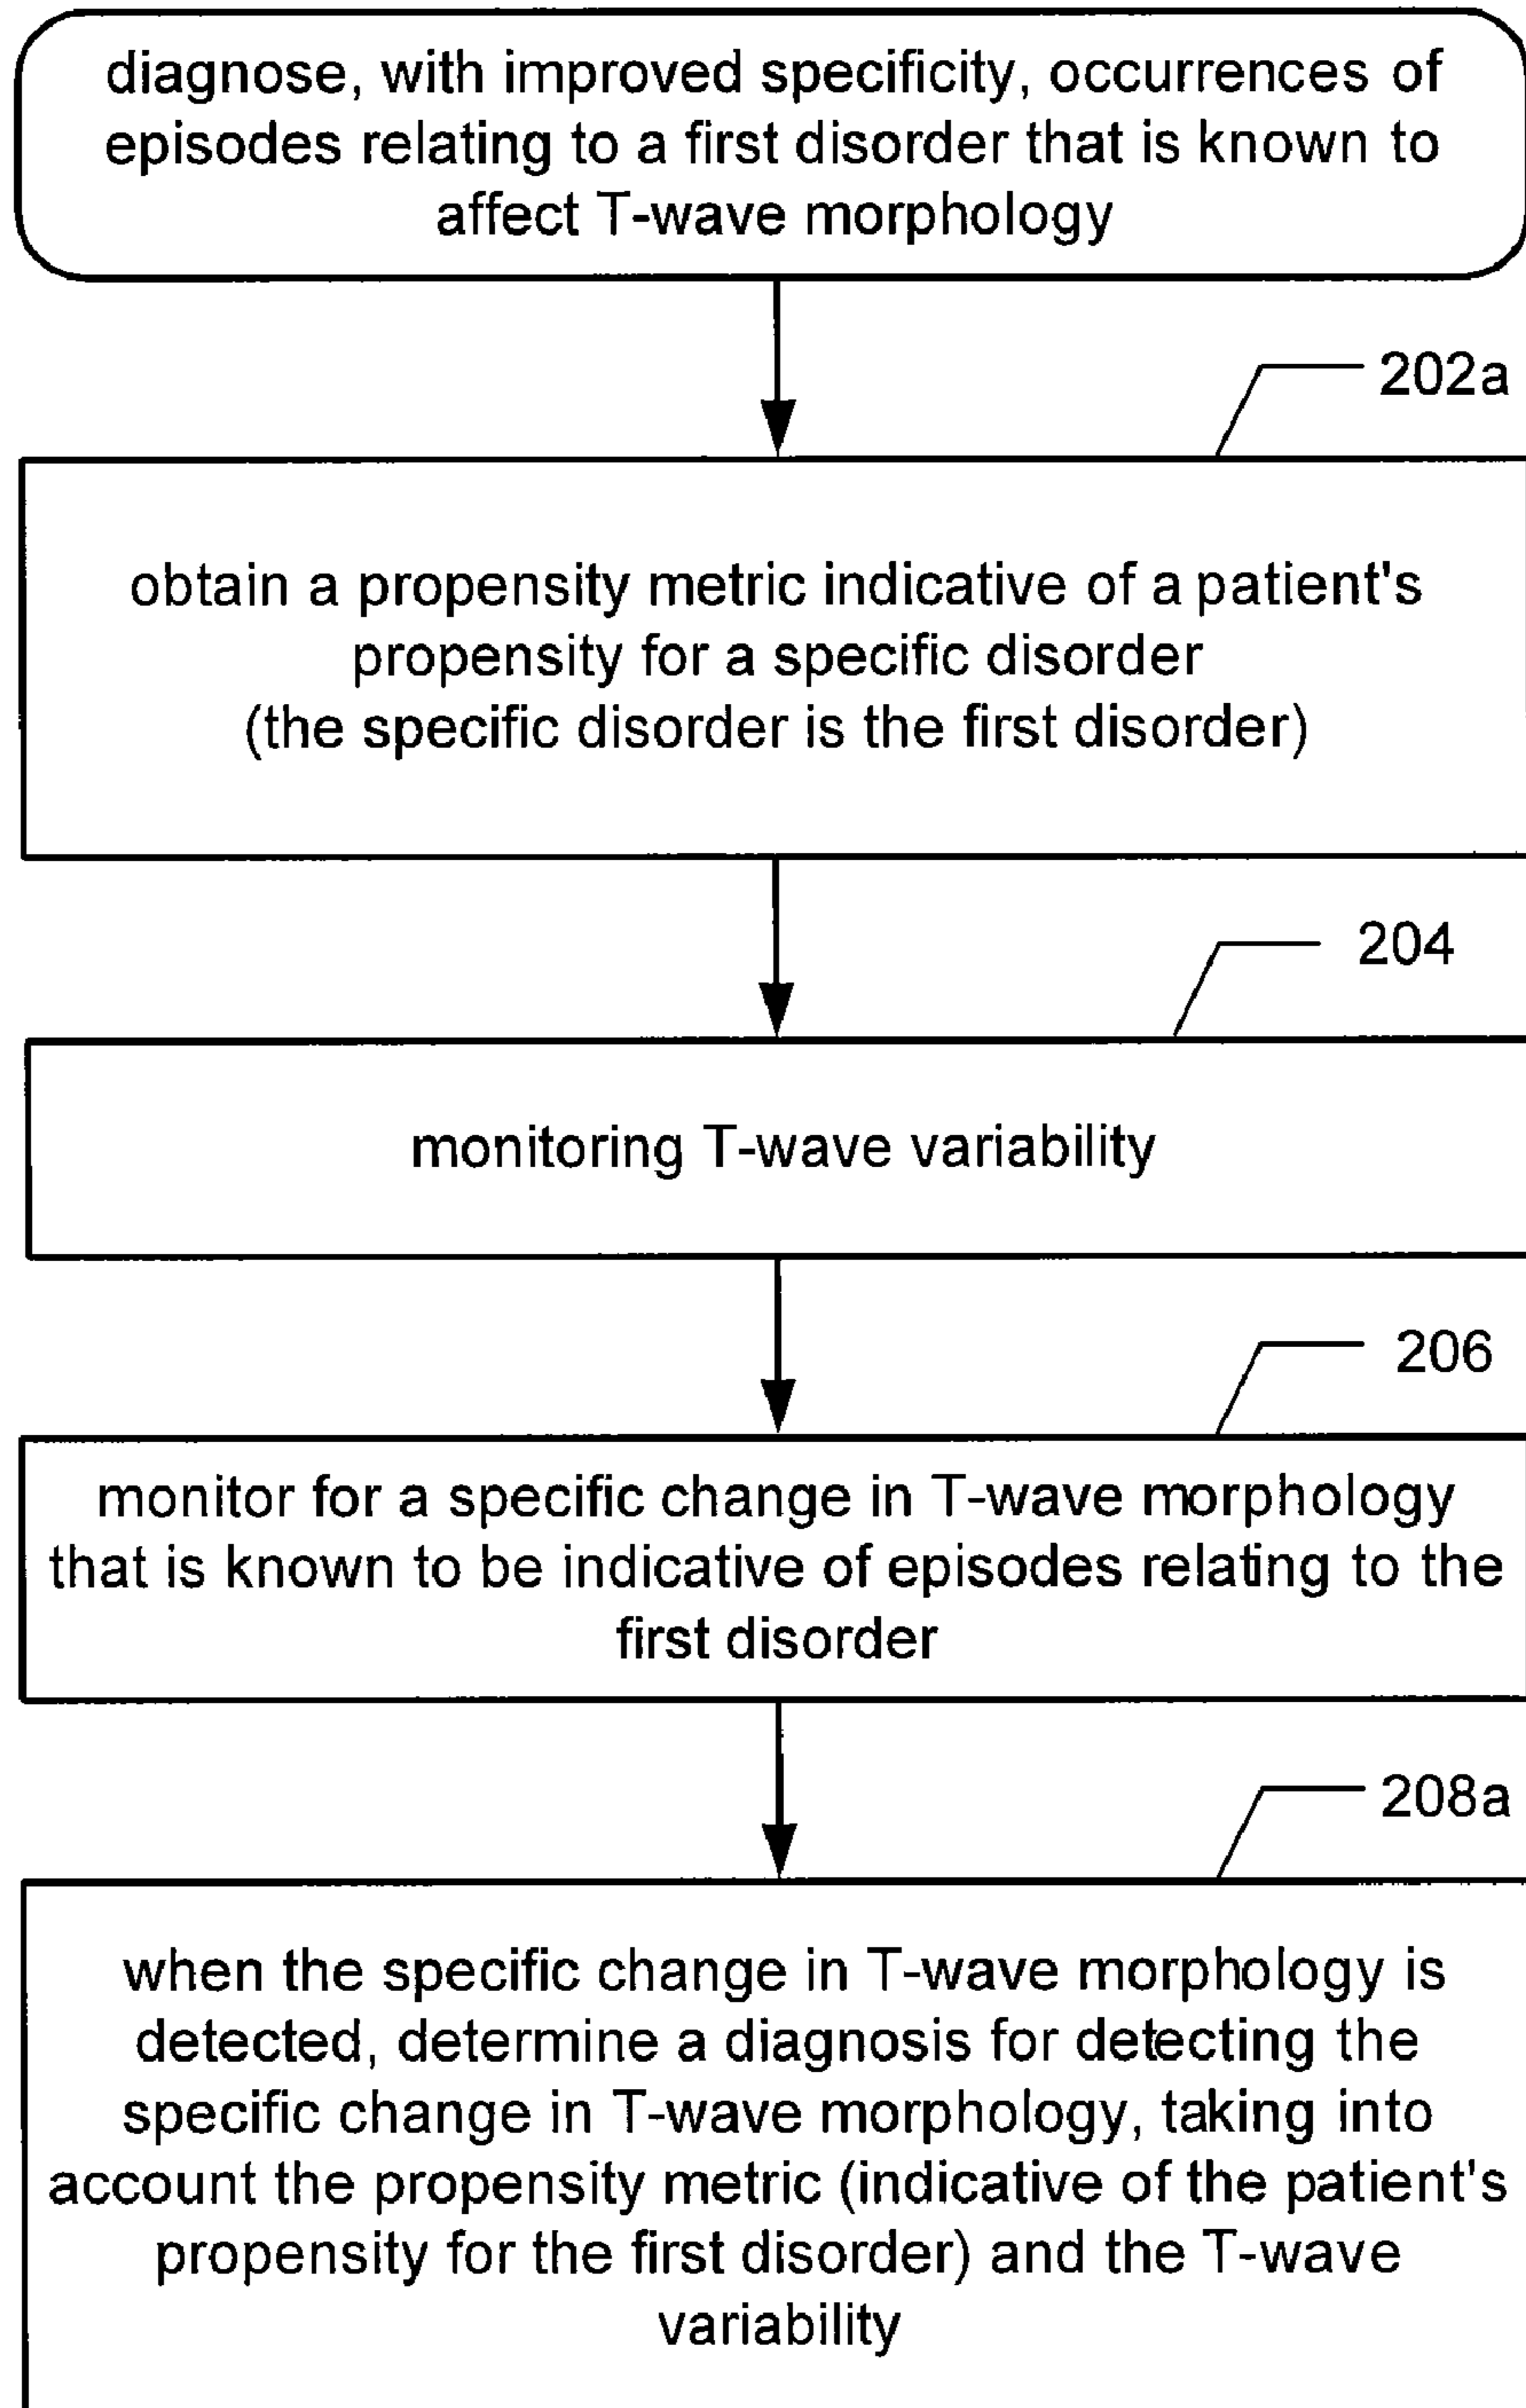 diagnose, with improved specificity, occurrences of
episodes relating to a first disorder that is known to
affect T-wave morphology
202a
obtain a propensity metric indicative of a patient's
propensity for a specific disorder
(the specific disorder is the first disorder)
204
monitoring T-wave variability
206
monitor for a specific change in T-wave morphology
that is known to be indicative of episodes relating to the
first disorder
208a
when the specific change in T-wave morphology is
detected, determine a diagnosis for detecting the
specific change in T-wave morphology, taking into
account the propensity metric (indicative of the patient's
propensity for the first disorder) and the T-wave
variability